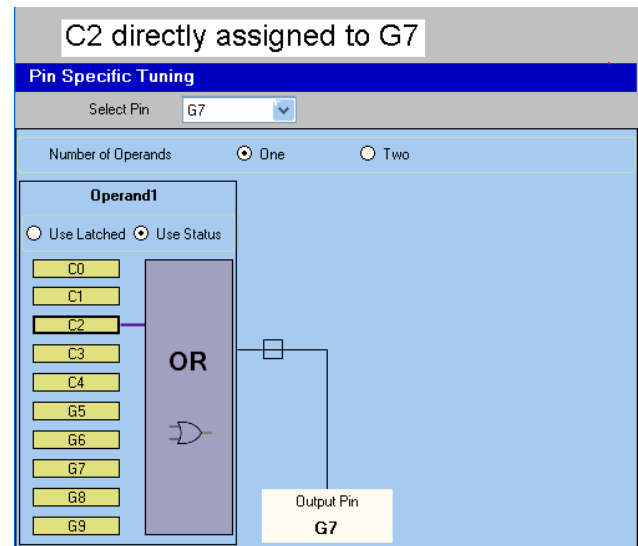 C2 directly assigned to G7
Pin Specific Tuning
Select Pin G7
Number of Operands One Two
Operand1
Use Latched Use Status
C0
C1
C2
C3
C4
G5
G6
G7
G8
G9
OR
Output Pin
G7